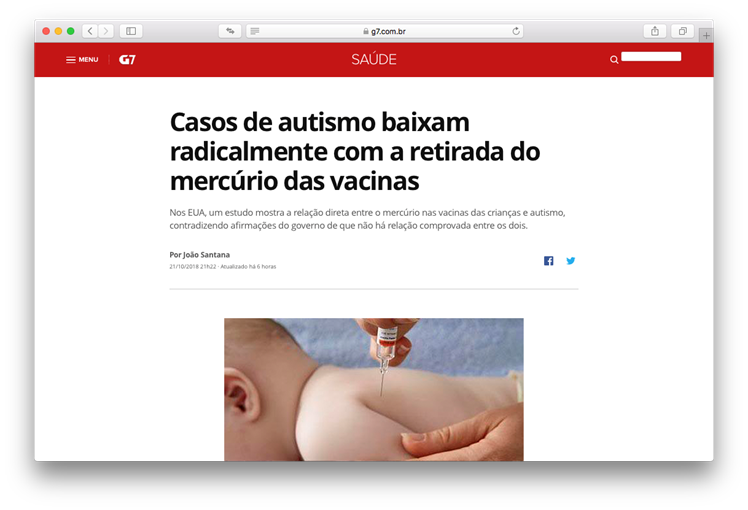 g7.com.br
MENU
G7
SAÚDE
Casos de autismo baixam
radicalmente com a retirada do
mercúrio das vacinas
Nos EUA, um estudo mostra a relação direta entre o mercúrio nas vacinas das crianças e autismo,
contradizendo afirmações do governo de que não há relação comprovada entre os dois.
Por João Santana
21/10/2018 21h22 · Atualizado há 6 horas